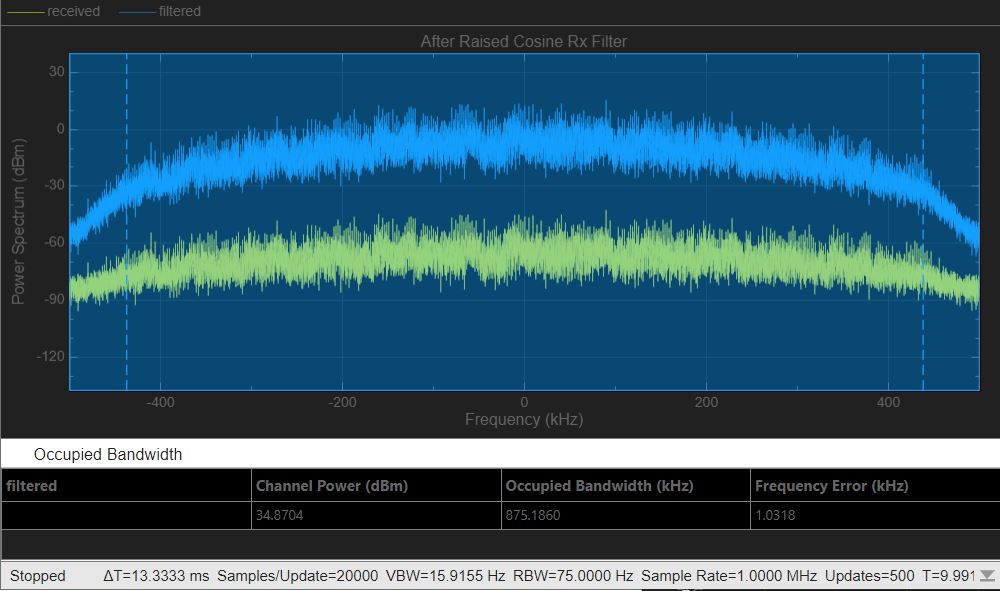 received filtered
After Raised Cosine Rx Filter
30
0
-30
-60
-90
-120
Power Spectrum (dBm)
-400 -200 0 200 400
Frequency (kHz)
Occupied Bandwidth
filtered Channel Power (dBm) Occupied Bandwidth (kHz) Frequency Error (kHz)
34.8704 875.1860 1.0318
Stopped ΔT=13.3333 ms Samples/Update=20000 VBW=15.9155 Hz RBW=75.0000 Hz Sample Rate=1.0000 MHz Updates=500 T=9.991